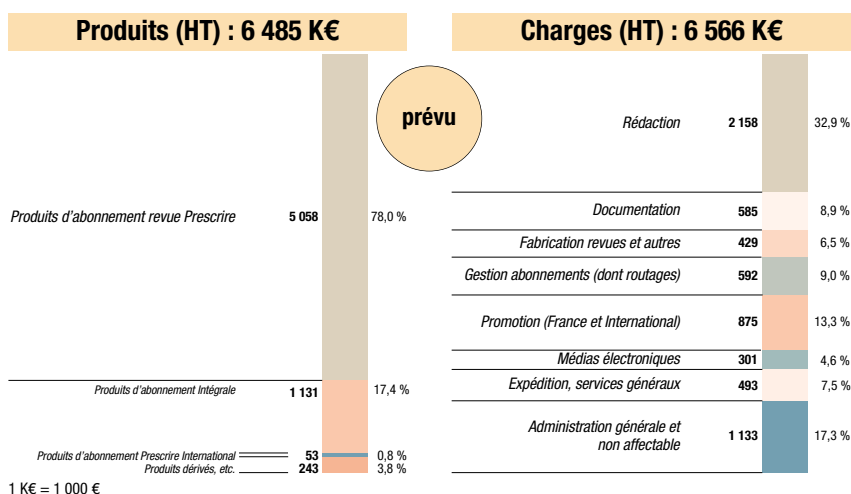 Produits (HT) : 6 485 K€
Produits d'abonnement revue Prescrire 5 058 78,0 %
Produits d'abonnement Intégrale 1 131 17,4 %
Produits d'abonnement Prescrire International 53 0,8 %
Produits dérivés, etc. 243 3,8 %
1 K€ = 1 000 €
prévu
Charges (HT) : 6 566 K€
Rédaction 2 158 32,9 %
Documentation 585 8,9 %
Fabrication revues et autres 429 6,5 %
Gestion abonnements (dont routages) 592 9,0 %
Promotion (France et International) 875 13,3 %
Médias électroniques 301 4,6 %
Expédition, services généraux 493 7,5 %
Administration générale et
non affectable 1 133 17,3 %